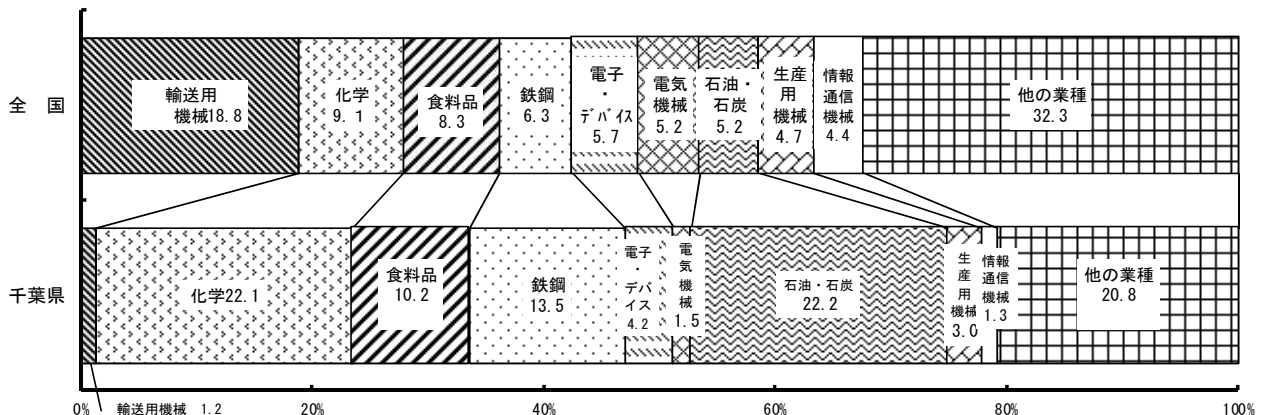 全　国
輸送用
機械18.8
化学
9.1
食料品
8.3
鉄鋼
6.3
電子
・
ﾃﾞﾊﾞｲｽ
5.7
電気
機械
5.2
石油・
石炭
5.2
生産
用
機械
4.7
情報
通信
機械
4.4
他の業種
32.3
千葉県
化学22.1
食料品
10.2
鉄鋼
13.5
電子
・
デバ
イス
4.2
電
気
機
械
1.5
石油・石炭
22.2
生
産
用
機械
3.0
情報
通信
機械
1.3
他の業種
20.8
0%
輸送用機械　1.2
20%
40%
60%
80%
100%